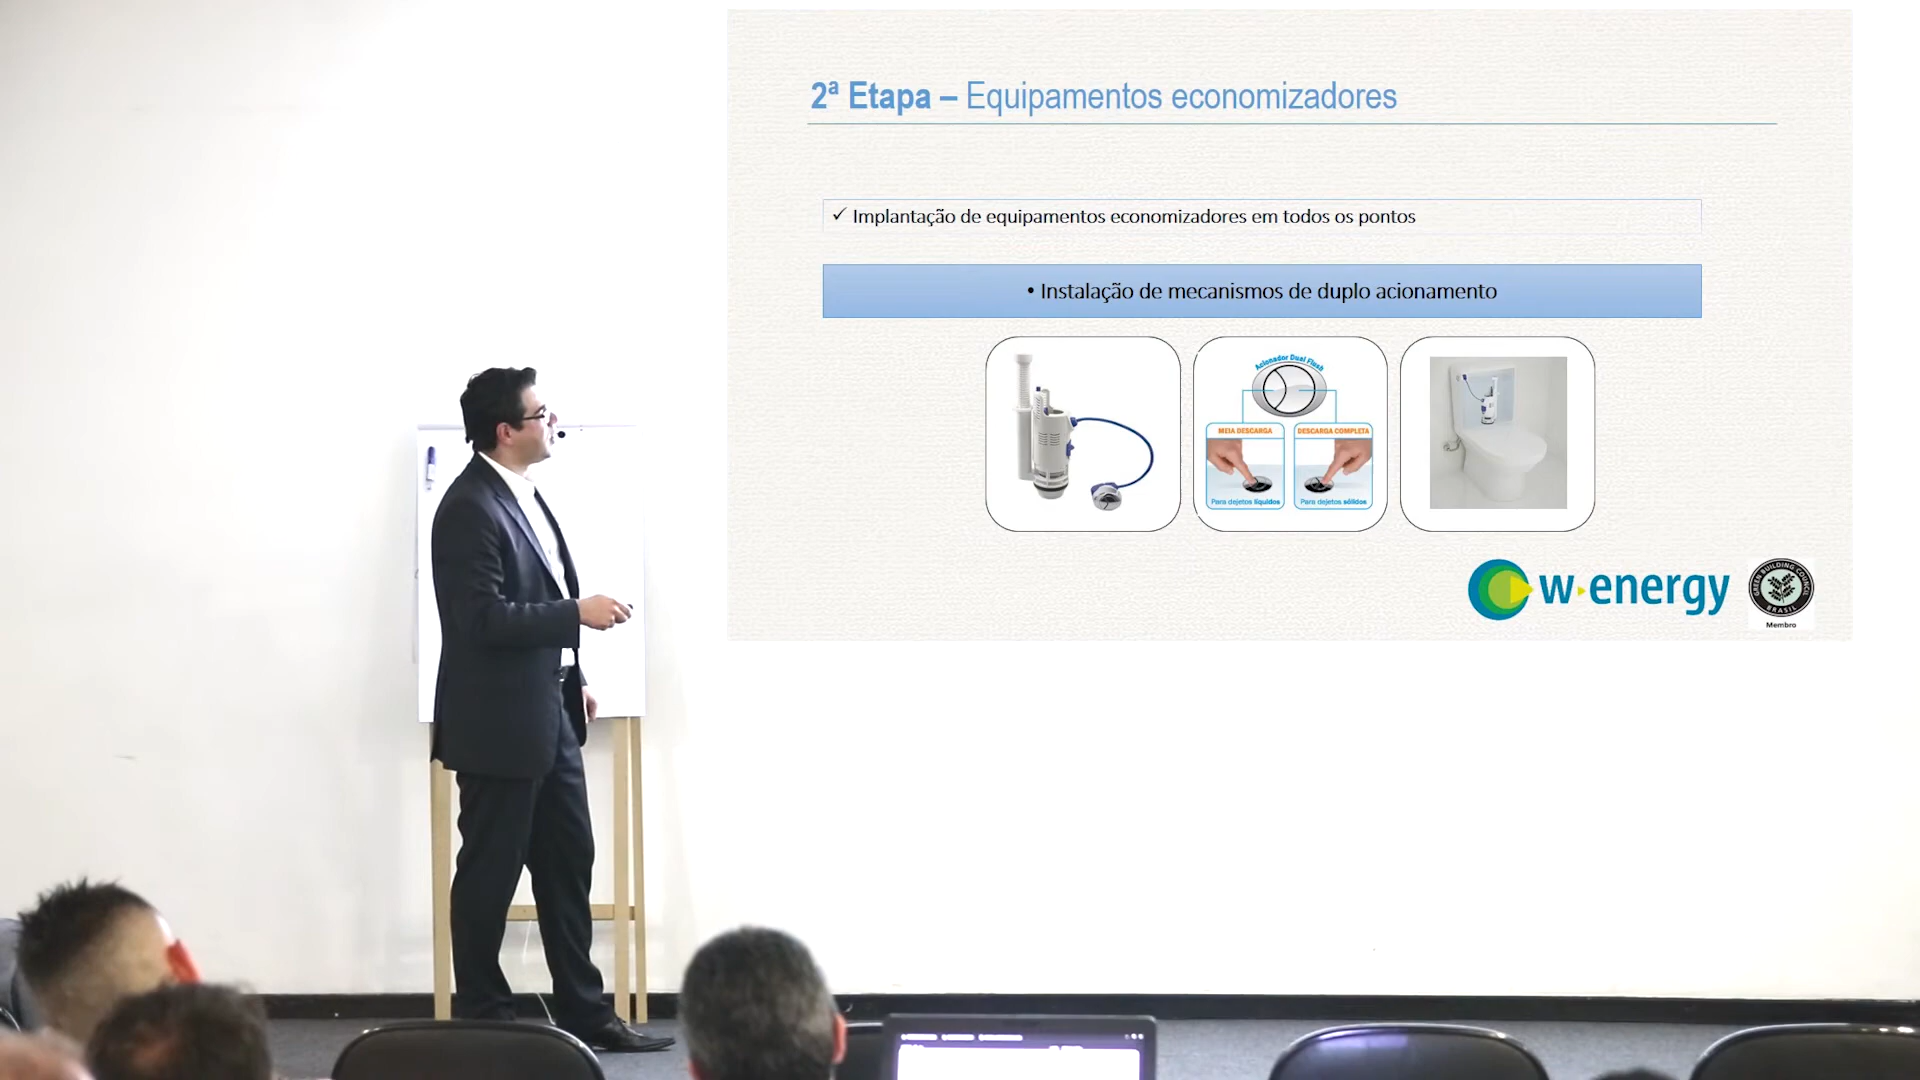 2ª Etapa – Equipamentos economizadores
✓ Implantação de equipamentos economizadores em todos os pontos
• Instalação de mecanismos de duplo acionamento
Acionador Dual Flush
MEIA DESCARGA
DESCARGA COMPLETA
Para dejetos líquidos
Para dejetos sólidos
w energy
GREEN BUILDING COUNCIL
BRASIL
Membro